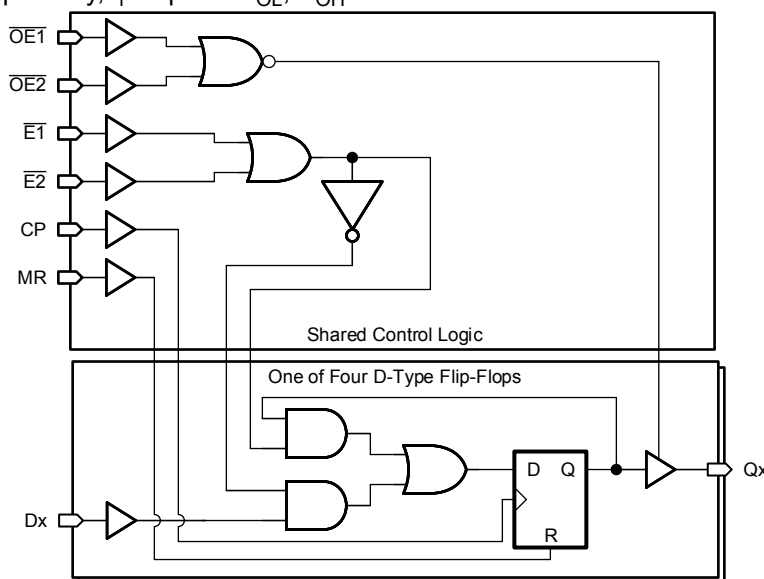 OE1
OE2
E1
E2
CP
MR
Shared Control Logic
One of Four D-Type Flip-Flops
D Q
Qx
Dx
R